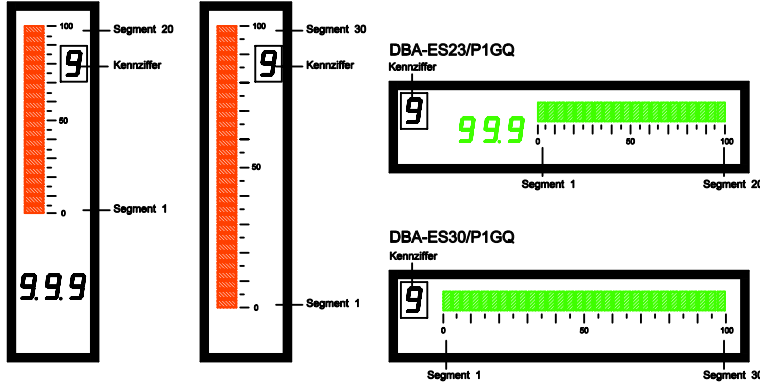 100
Segment 20
9
Kennziffer
50
0
Segment 1
9.9.9
100
Segment 30
9
Kennziffer
50
0
Segment 1
DBA-ES23/P1GQ
Kennziffer
9
99.9
0 50 100
Segment 1 Segment 20
DBA-ES30/P1GQ
Kennziffer
9
0 50 100
Segment 1 Segment 30